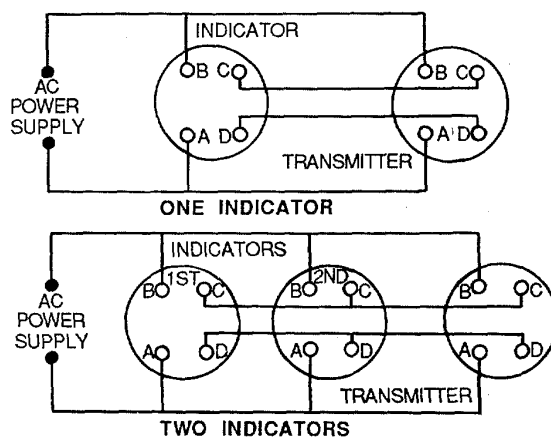 INDICATOR
B C
B C
AC
POWER
SUPPLY
A D
A D
TRANSMITTER
ONE INDICATOR
INDICATORS
1ST
2ND
B C
B C
B C
AC
POWER
SUPPLY
A D
A D
A D
TRANSMITTER
TWO INDICATORS